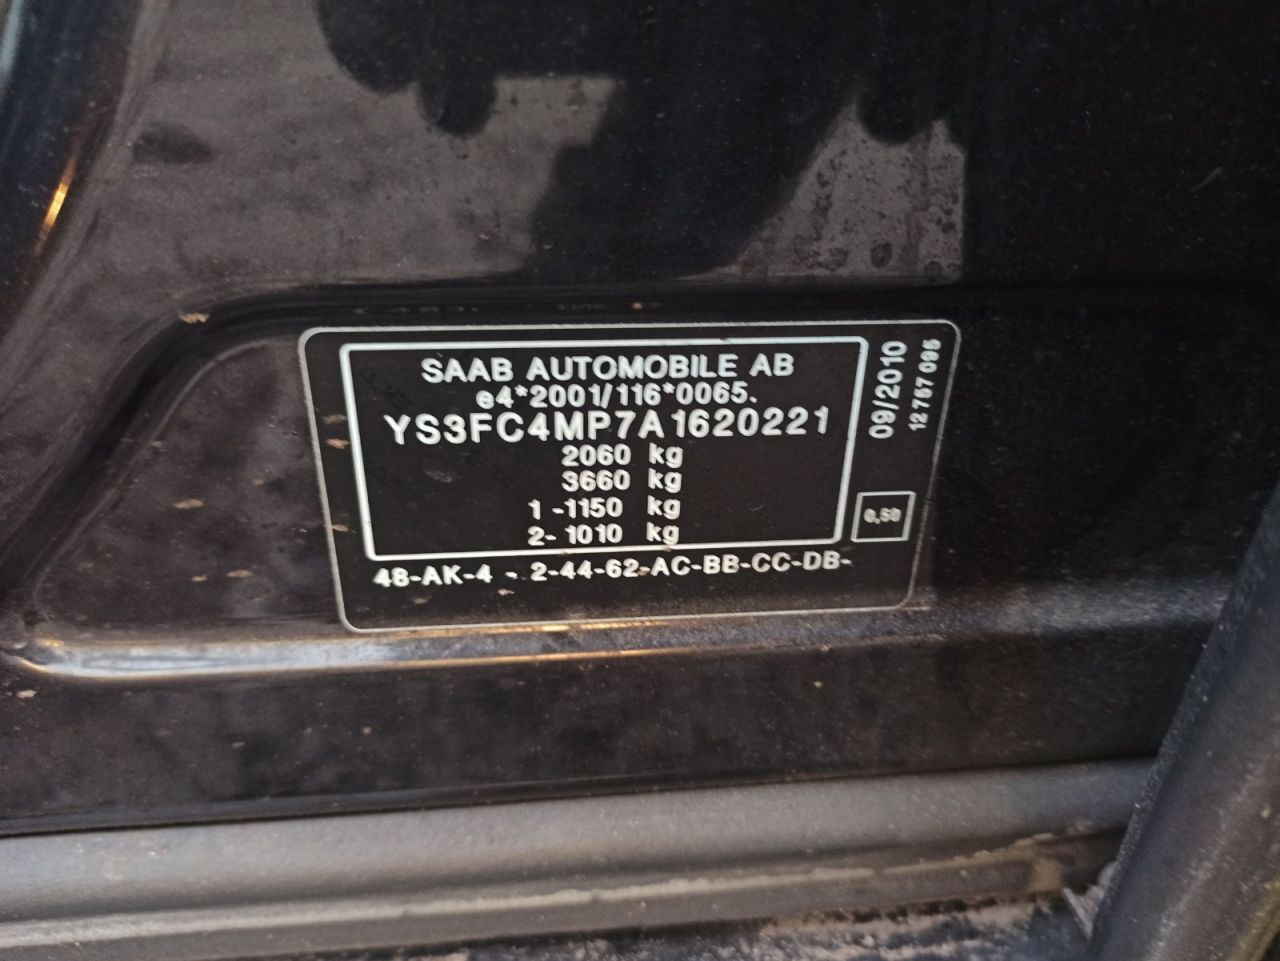 SAAB AUTOMOBILE AB
e4*2001/116*0065.
YS3FC4MP7A1620221
2060 kg
3660 kg
1 -1150 kg
2- 1010 kg
48-AK-4 - 2-44-62-AC-BB-CC-DB-
09/2010
12 757 095
0,50